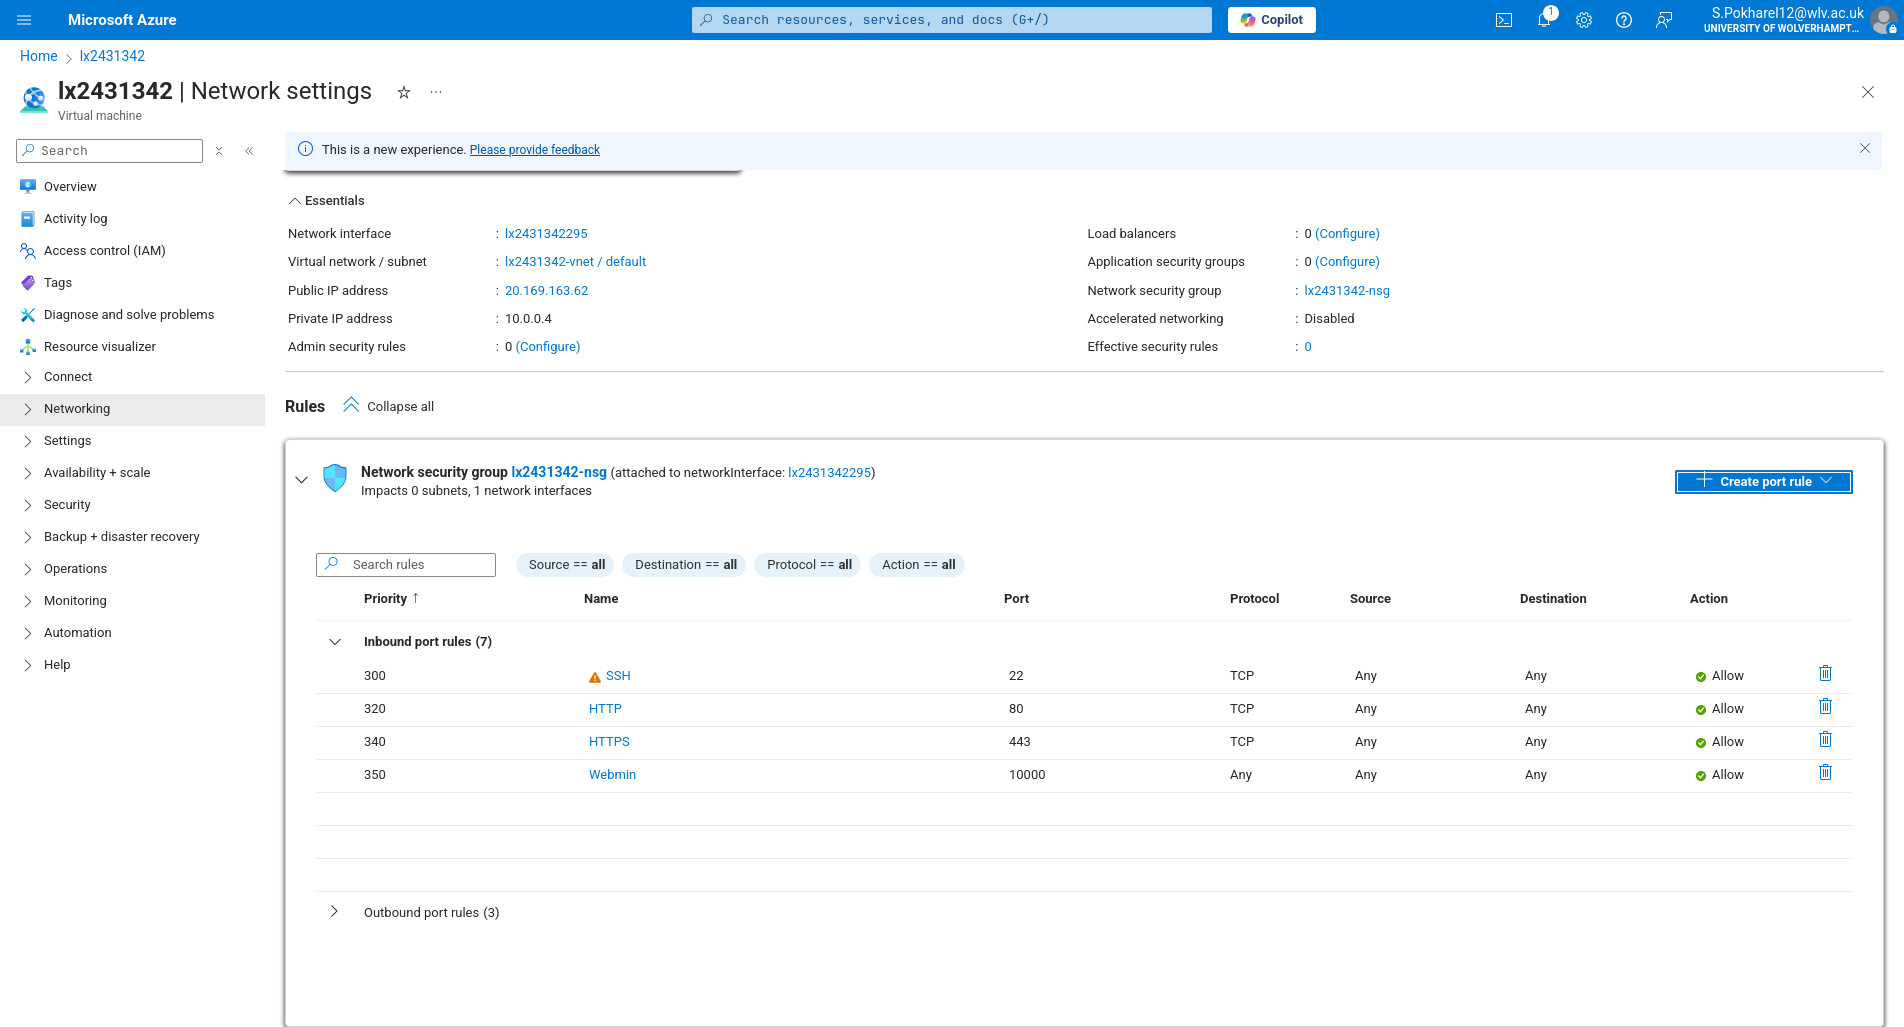 Microsoft Azure
Search resources, services, and docs (G+/)
Copilot
1
S.Pokharel12@wlv.ac.uk
UNIVERSITY OF WOLVERHAMPT...
Home
lx2431342
lx2431342 | Network settings
Virtual machine
Search
Overview
Activity log
Access control (IAM)
Tags
Diagnose and solve problems
Resource visualizer
Connect
Networking
Settings
Availability + scale
Security
Backup + disaster recovery
Operations
Monitoring
Automation
Help
This is a new experience. Please provide feedback
Essentials
Network interface : lx2431342295
Virtual network / subnet : lx2431342-vnet / default
Public IP address : 20.169.163.62
Private IP address : 10.0.0.4
Admin security rules : 0 (Configure)
Load balancers : 0 (Configure)
Application security groups : 0 (Configure)
Network security group : lx2431342-nsg
Accelerated networking : Disabled
Effective security rules : 0
Rules Collapse all
Network security group lx2431342-nsg (attached to networkInterface: lx2431342295)
Impacts 0 subnets, 1 network interfaces
Create port rule
Search rules
Source == all
Destination == all
Protocol == all
Action == all
Priority ↑ Name Port Protocol Source Destination Action
Inbound port rules (7)
300 SSH 22 TCP Any Any Allow
320 HTTP 80 TCP Any Any Allow
340 HTTPS 443 TCP Any Any Allow
350 Webmin 10000 Any Any Any Allow
Outbound port rules (3)